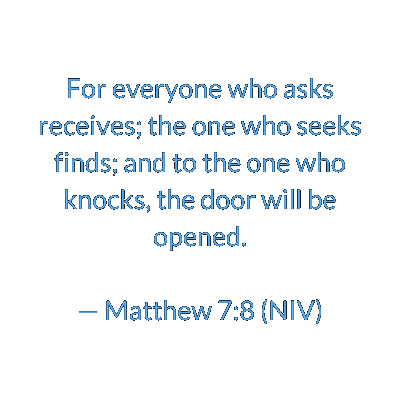 For everyone who asks
receives; the one who seeks
finds; and to the one who
knocks, the door will be
opened.
— Matthew 7:8 (NIV)